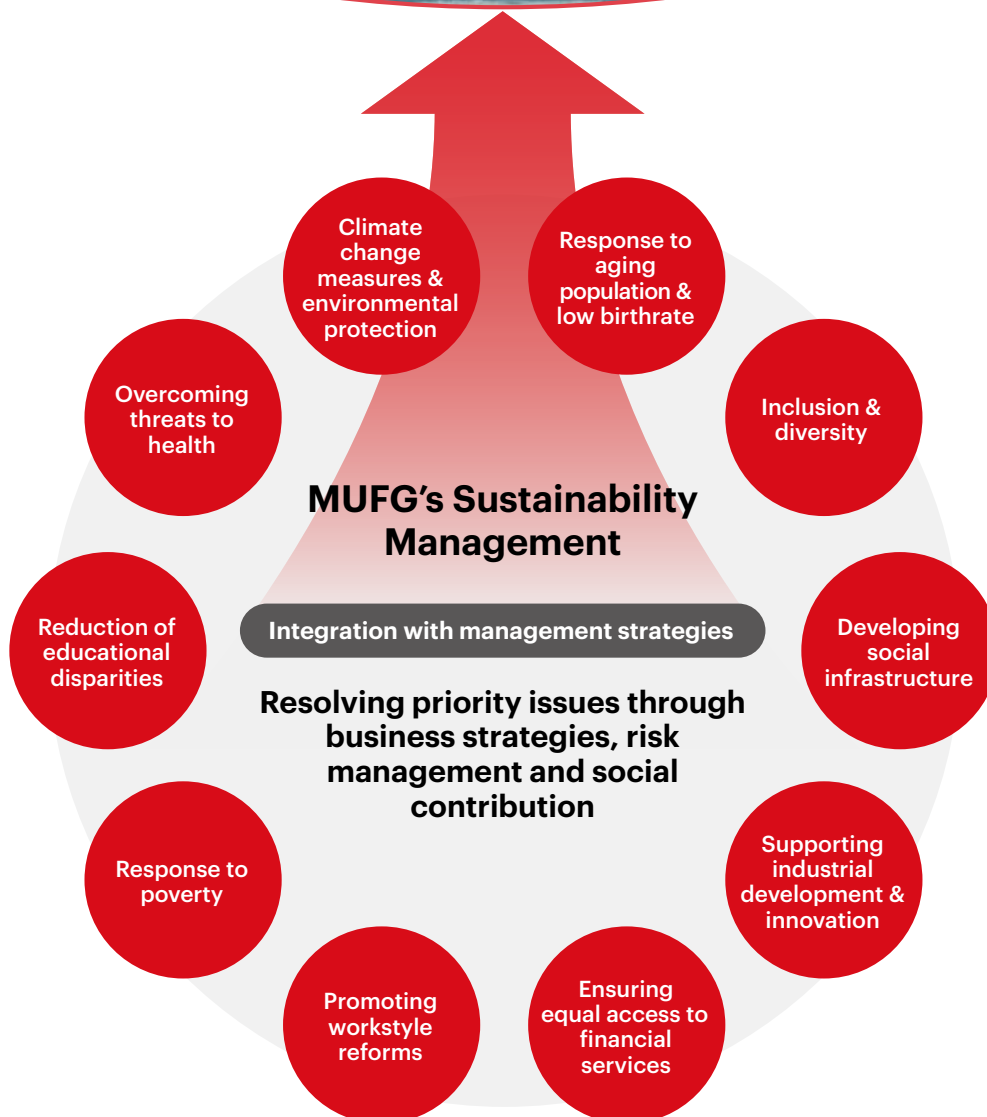 Climate
change
measures &
environmental
protection
Response to
aging
population &
low birthrate
Overcoming
threats to
health
Inclusion &
diversity
MUFG's Sustainability
Management
Integration with management strategies
Reduction of
educational
disparities
Developing
social
infrastructure
Resolving priority issues through
business strategies, risk
management and social
contribution
Response to
poverty
Supporting
industrial
development &
innovation
Promoting
workstyle
reforms
Ensuring
equal access to
financial
services